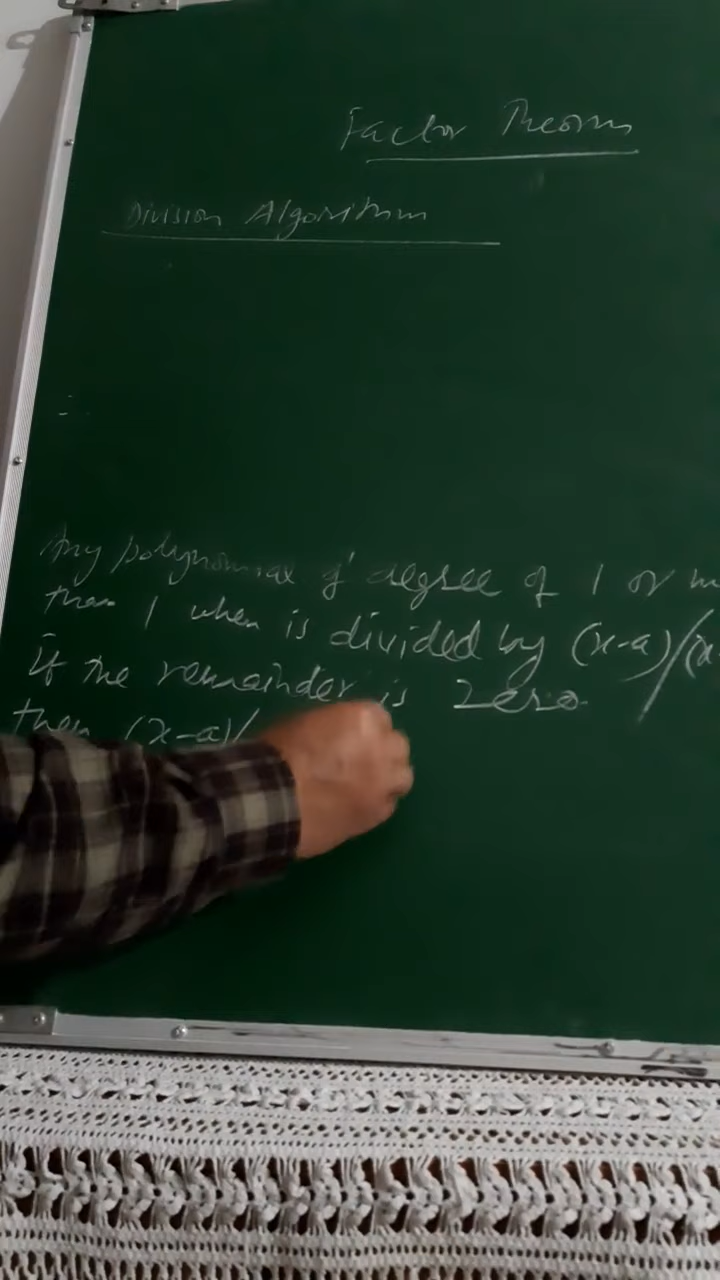 Factor Theorm
Division Algorithm
Any polynomial of degree of 1 or m
than 1 when is divided by (x-a)/(x
if the remainder is zero
then (x-a)/